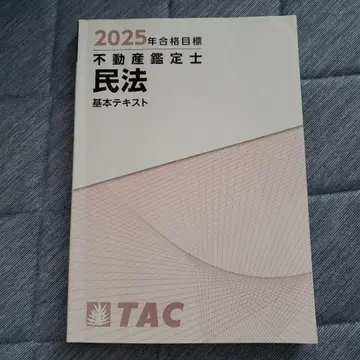 2025年合格目標
不動産鑑定士
民法
基本テキスト
TAC